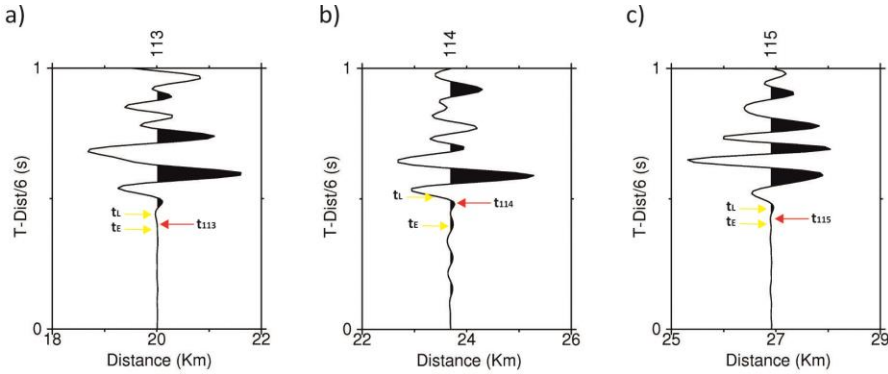 a)
113
1
T-Dist/6 (s)
tL
tE
t113
0
18
20
22
Distance (Km)
b)
114
1
T-Dist/6 (s)
tL
tE
t114
0
22
24
26
Distance (Km)
c)
115
1
T-Dist/6 (s)
tL
tE
t115
0
25
27
29
Distance (Km)